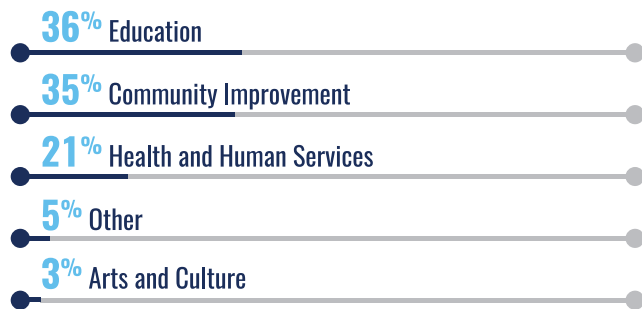 36% Education
35% Community Improvement
21% Health and Human Services
5% Other
3% Arts and Culture